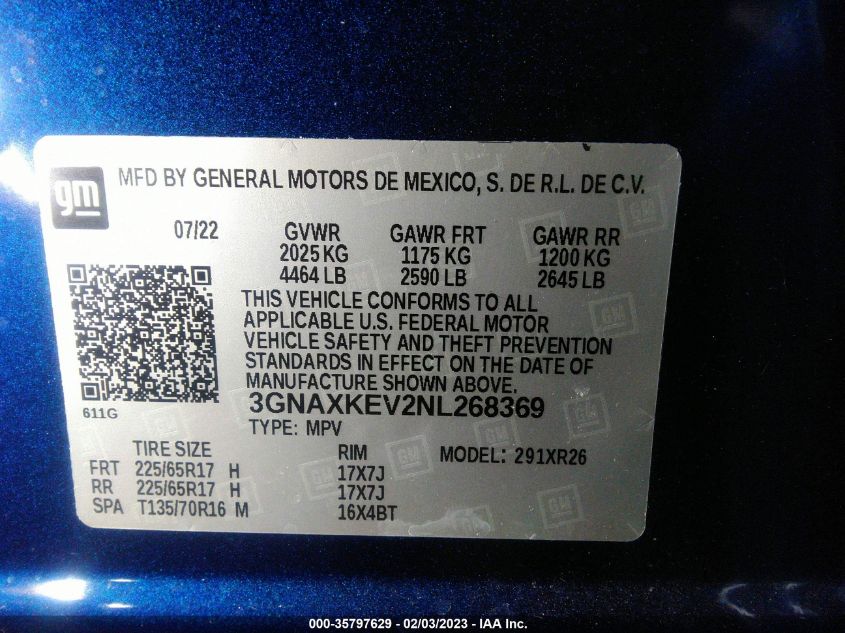 gm
MFD BY GENERAL MOTORS DE MEXICO, S. DE R.L. DE C.V.
07/22 GVWR GAWR FRT GAWR RR
2025 KG 1175 KG 1200 KG
4464 LB 2590 LB 2645 LB
THIS VEHICLE CONFORMS TO ALL
APPLICABLE U.S. FEDERAL MOTOR
VEHICLE SAFETY AND THEFT PREVENTION
STANDARDS IN EFFECT ON THE DATE OF
MANUFACTURE SHOWN ABOVE.
611G
3GNAXKEV2NL268369
TYPE: MPV
TIRE SIZE RIM MODEL: 291XR26
FRT 225/65R17 H 17X7J
RR 225/65R17 H 17X7J
SPA T135/70R16 M 16X4BT
000-35797629 - 02/03/2023 - IAA Inc.